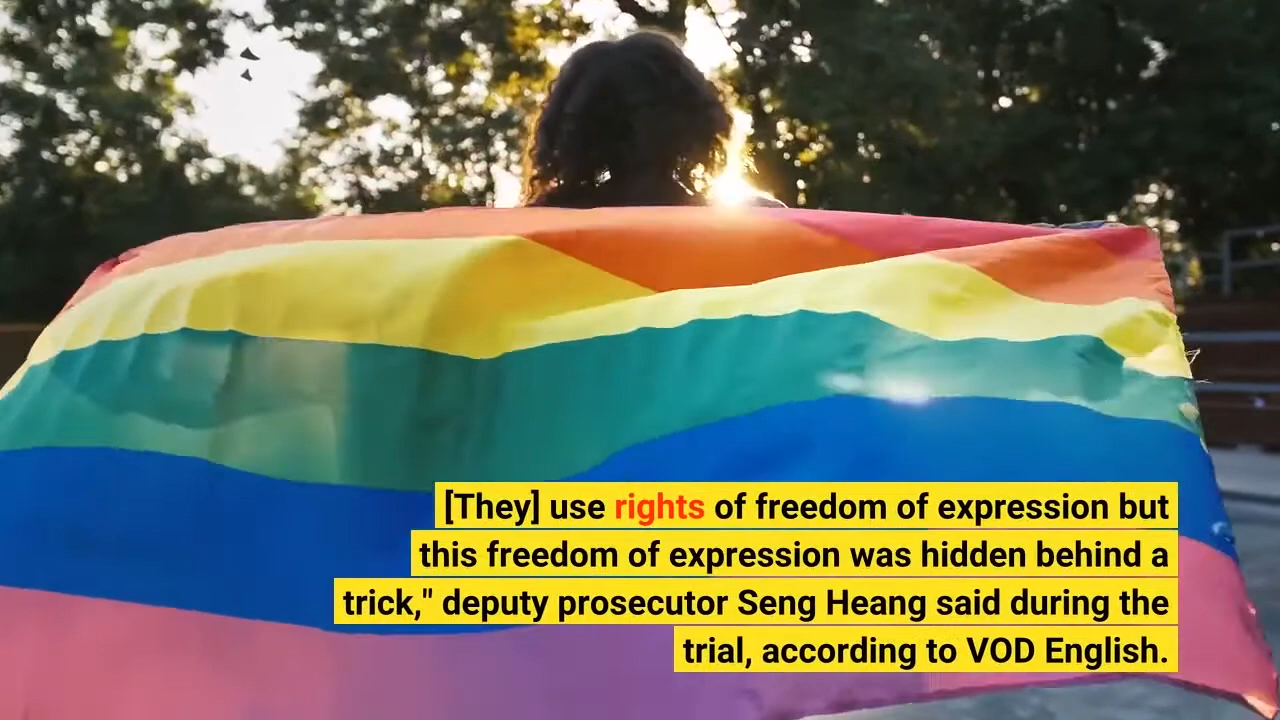 [They] use rights of freedom of expression but
this freedom of expression was hidden behind a
trick," deputy prosecutor Seng Heang said during the
trial, according to VOD English.